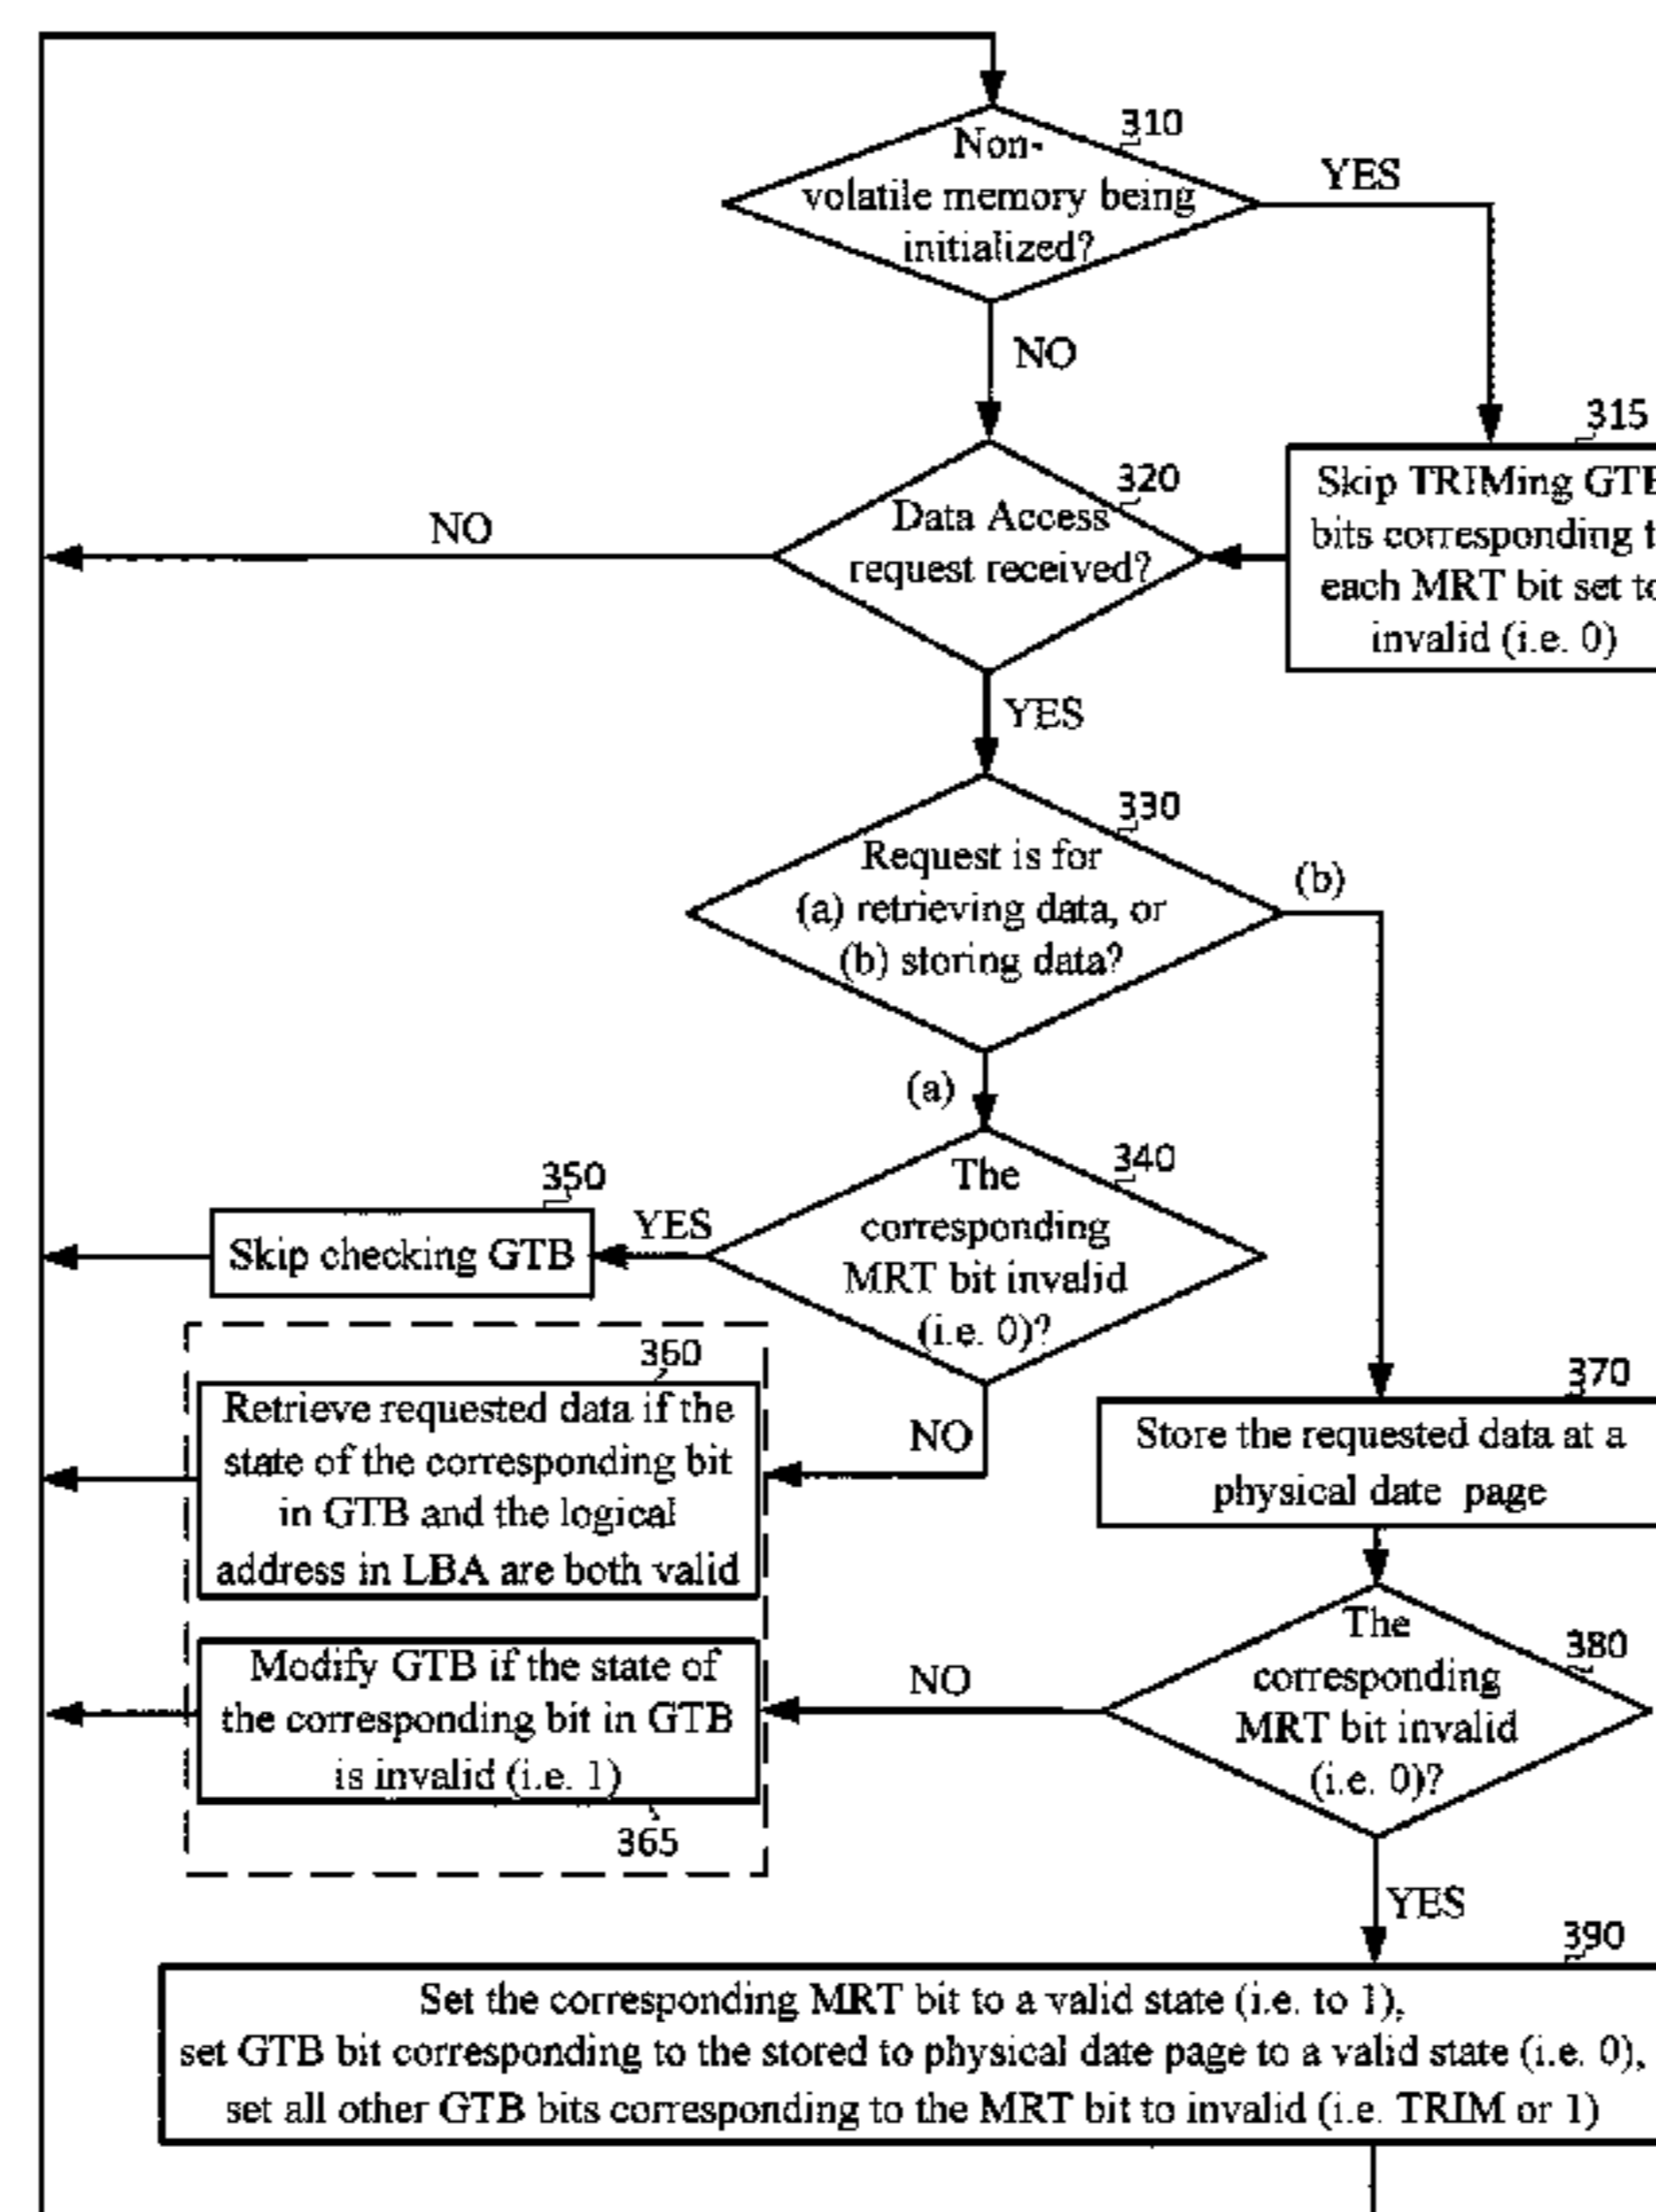 310
Non-
volatile memory being
initialized?
YES
NO
315
Skip TRIMing GTB
bits corresponding
each MRT bit set to
invalid (i.e. 0)
320
Data Access
request received?
NO
YES
330
Request is for
(a) retrieving data, or
(b) storing data?
(b)
(a)
340
The
corresponding
MRT bit invalid
(i.e. 0)?
YES
350
Skip checking GTB
NO
360
Retrieve requested data if the
state of the corresponding bit
in GTB and the logical
address in LBA are both valid
370
Store the requested data at a
physical date page
380
The
corresponding
MRT bit invalid
(i.e. 0)?
NO
Modify GTB if the state of
the corresponding bit in GTB
is invalid (i.e. 1)
365
YES
390
Set the corresponding MRT bit to a valid state (i.e. to 1),
set GTB bit corresponding to the stored to physical date page to a valid state (i.e. 0),
set all other GTB bits corresponding to the MRT bit to invalid (i.e. TRIM or 1)